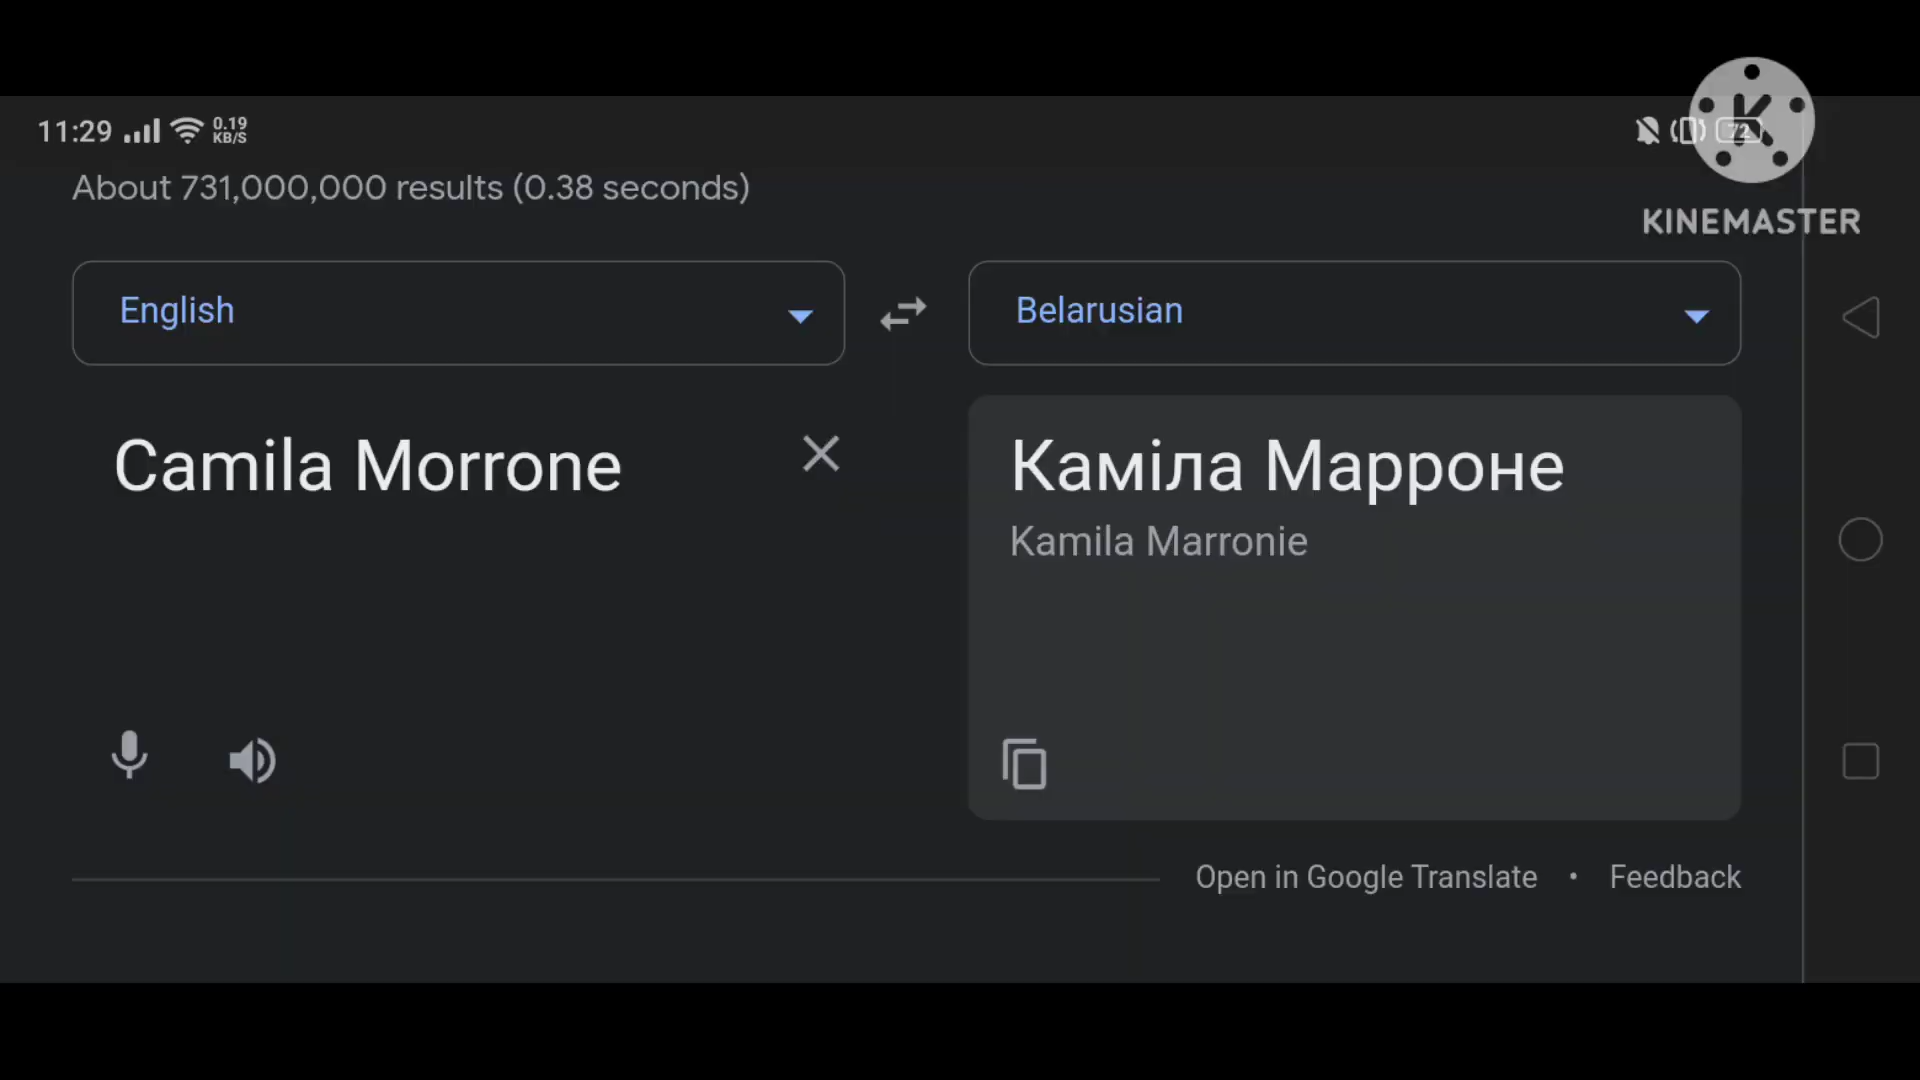 11:29 0.19 KB/S 72
About 731,000,000 results (0.38 seconds)
KINEMASTER
English Belarusian
Camila Morrone
Каміла Марроне
Kamila Marronie
Open in Google Translate • Feedback